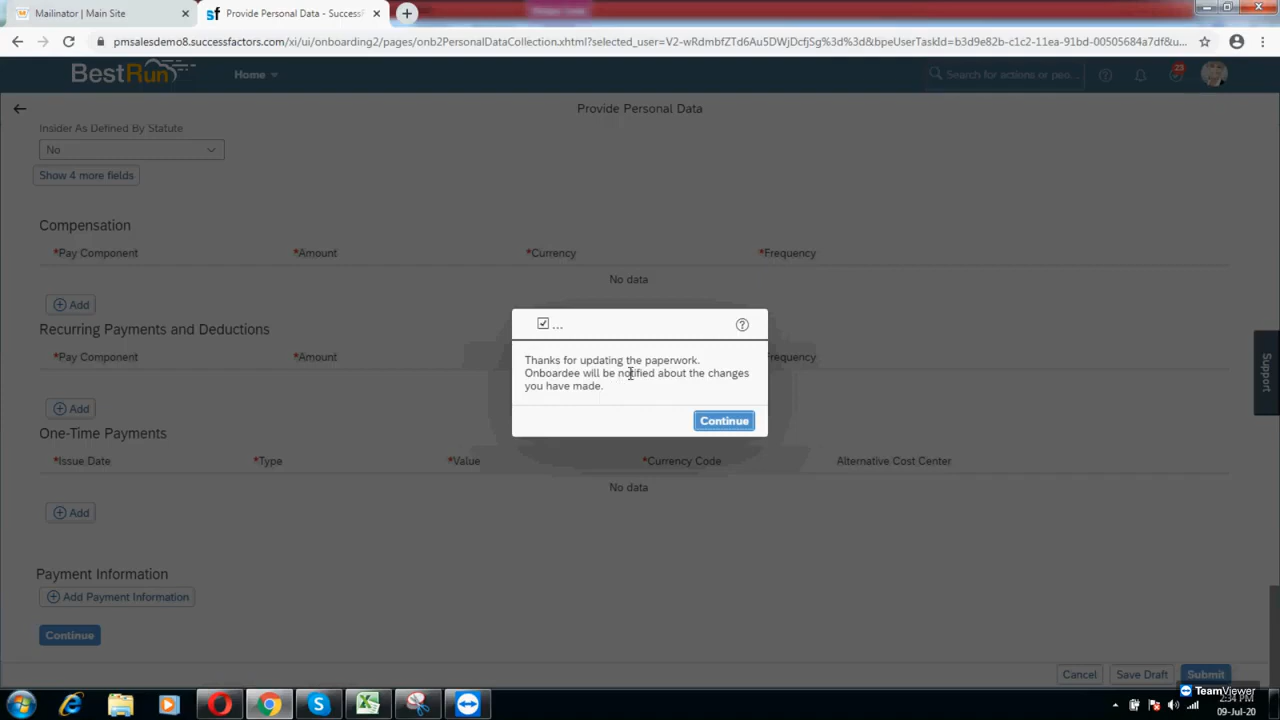 Mailinator | Main Site
Provide Personal Data - SuccessF
pmsalesdemo8.successfactors.com/xi/ui/onboarding2/pages/onb2PersonalDataCollection.xhtml?selected_user=V2-wRdmbfZTd6Au5DWjDcfjSg%3d%3d&bpeUserTaskId=b3d9e82b-c1c2-11ea-91bd-00505684a7df&u...
BestRun
Home
Search for actions or peo...
23
Provide Personal Data
Insider As Defined By Statute
No
Show 4 more fields
Compensation
*Pay Component *Amount *Currency *Frequency
No data
Add
Recurring Payments and Deductions
*Pay Component *Amount Frequency
Add
One-Time Payments
*Issue Date *Type *Value *Currency Code Alternative Cost Center
No data
Add
Payment Information
Add Payment Information
Continue
...
Thanks for updating the paperwork.
Onboardee will be notified about the changes
you have made.
Continue
Support
Cancel Save Draft Submit
TeamViewer
2:34 PM
09-Jul-20